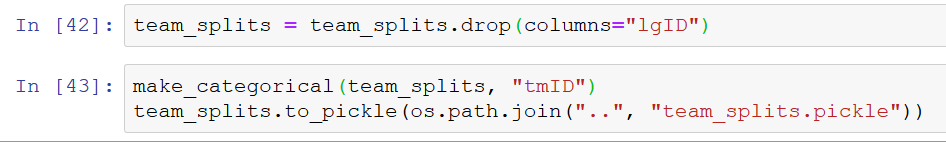 In [42]: team_splits = team_splits.drop(columns="lgID")
In [43]: make_categorical(team_splits, "tmID")
team_splits.to_pickle(os.path.join("..", "team_splits.pickle"))